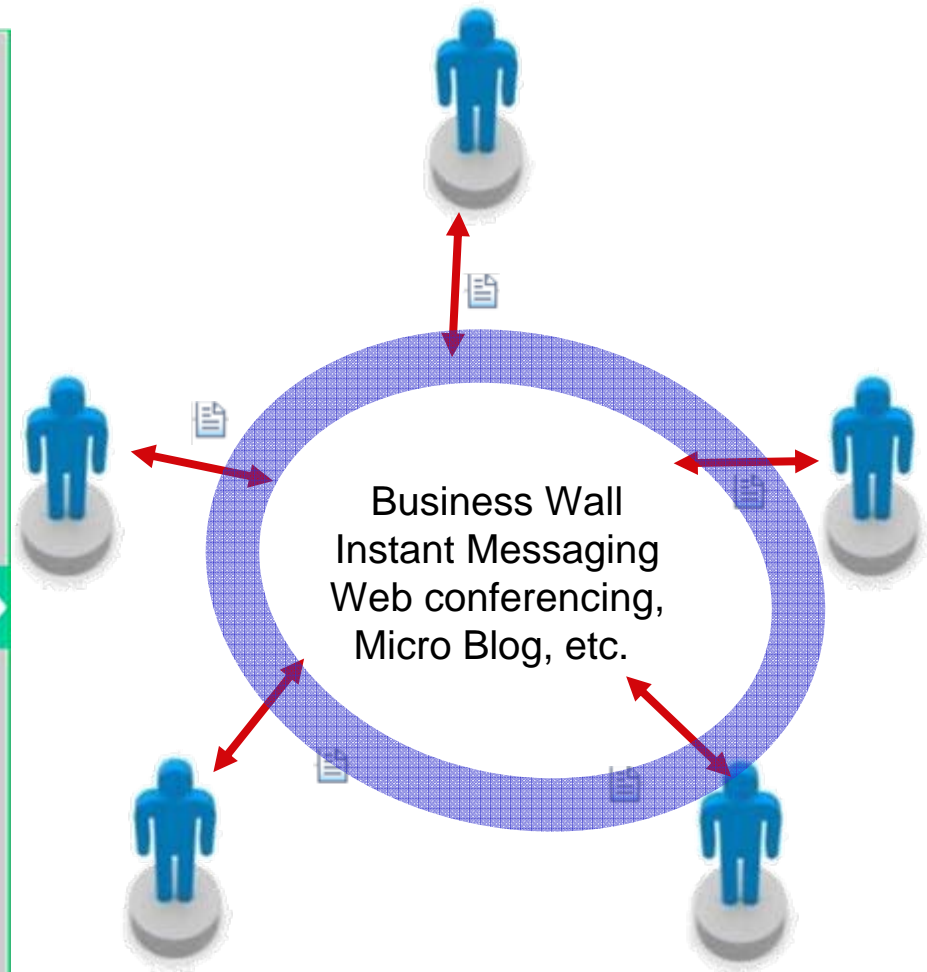 Business Wall
Instant Messaging
Web conferencing,
Micro Blog, etc.